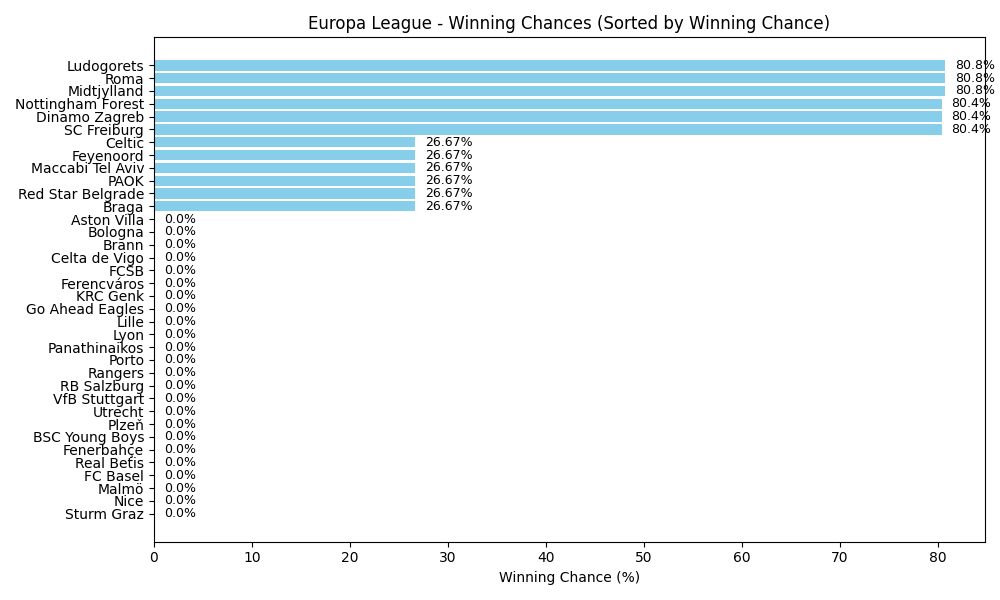 Europa League - Winning Chances (Sorted by Winning Chance)
Ludogorets 80.8%
Roma 80.8%
Midtjylland 80.8%
Nottingham Forest 80.4%
Dinamo Zagreb 80.4%
SC Freiburg 80.4%
Celtic 26.67%
Feyenoord 26.67%
Maccabi Tel Aviv 26.67%
PAOK 26.67%
Red Star Belgrade 26.67%
Braga 26.67%
Aston Villa 0.0%
Bologna 0.0%
Brann 0.0%
Celta de Vigo 0.0%
FCSB 0.0%
Ferencváros 0.0%
KRC Genk 0.0%
Go Ahead Eagles 0.0%
Lille 0.0%
Lyon 0.0%
Panathinaikos 0.0%
Porto 0.0%
Rangers 0.0%
RB Salzburg 0.0%
VfB Stuttgart 0.0%
Utrecht 0.0%
Plzeň 0.0%
BSC Young Boys 0.0%
Fenerbahçe 0.0%
Real Betis 0.0%
FC Basel 0.0%
Malmö 0.0%
Nice 0.0%
Sturm Graz 0.0%
0 10 20 30 40 50 60 70 80
Winning Chance (%)